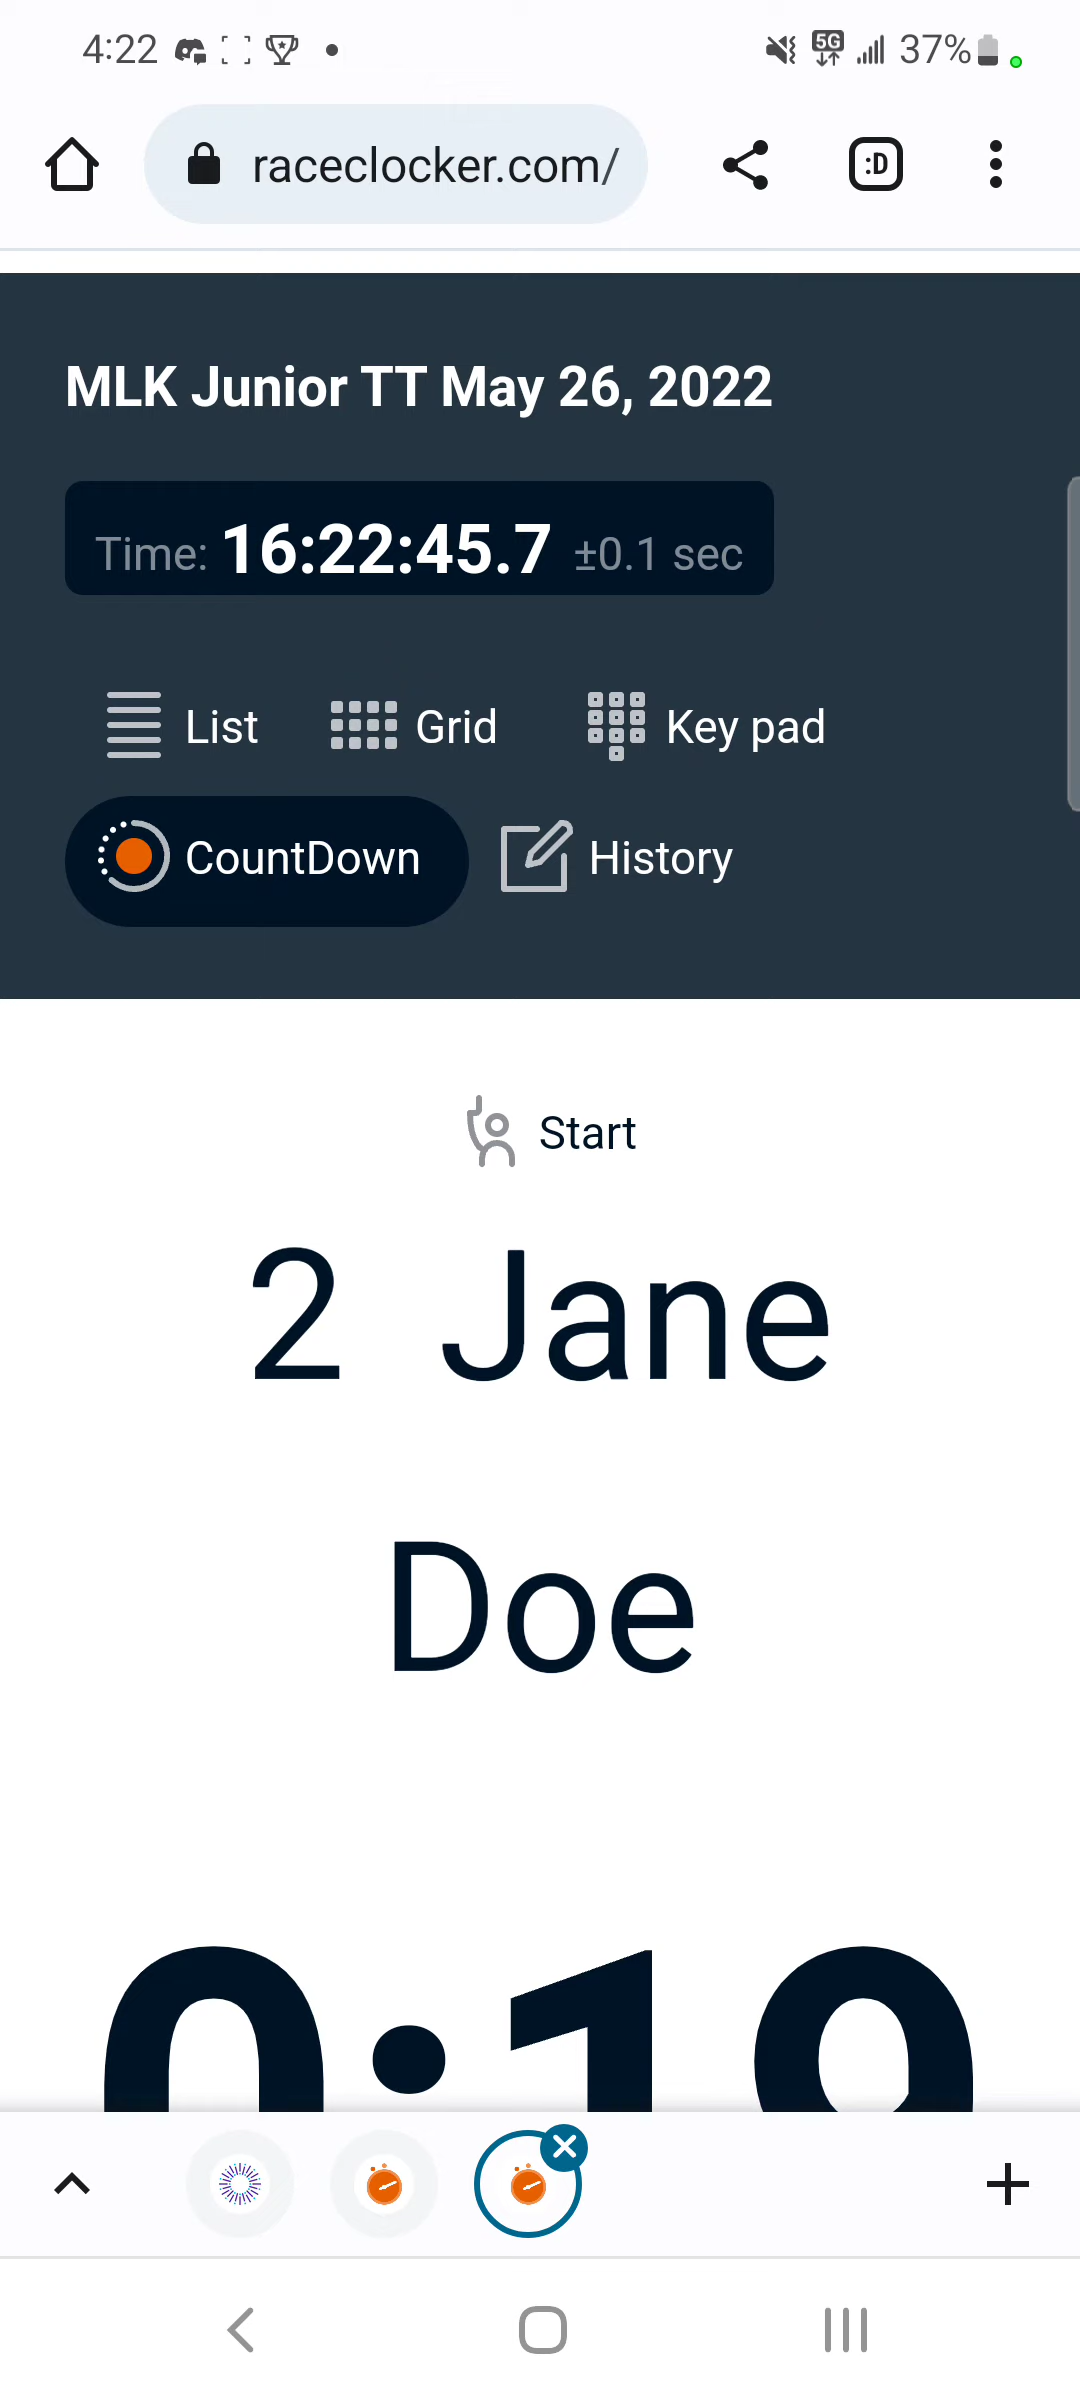 4:22 5G 37%
raceclocker.com/ :D
MLK Junior TT May 26, 2022
Time: 16:22:45.7 ±0.1 sec
List Grid Key pad
CountDown History
Start
2 Jane
Doe